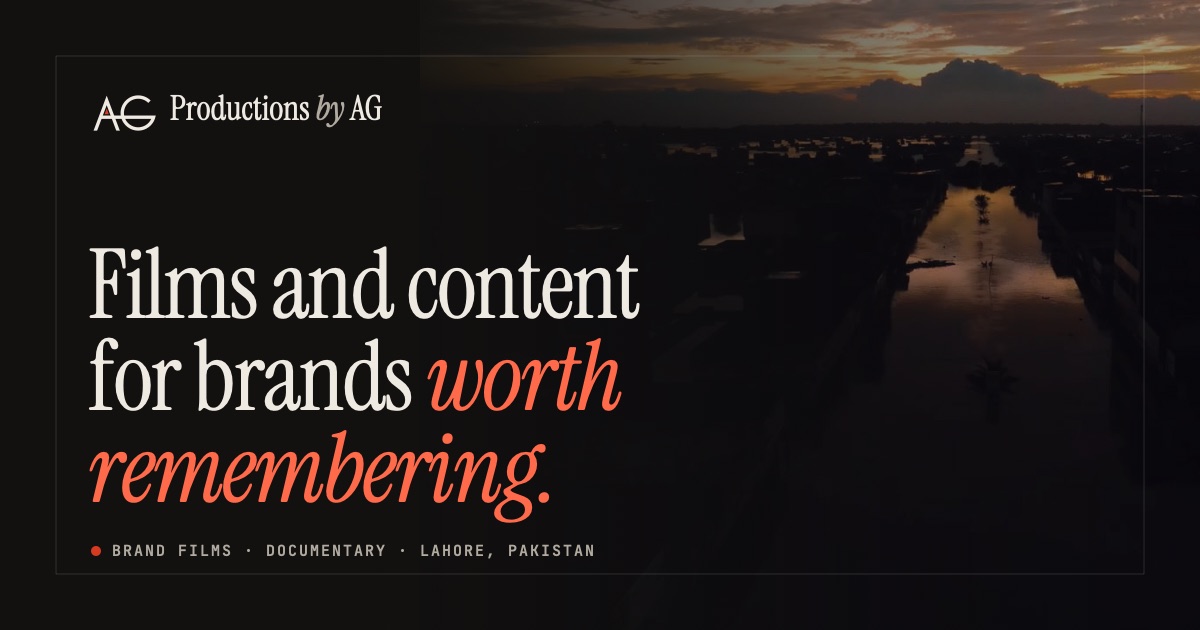 AG Productions by AG
Films and content
for brands worth
remembering.
BRAND FILMS · DOCUMENTARY · LAHORE, PAKISTAN